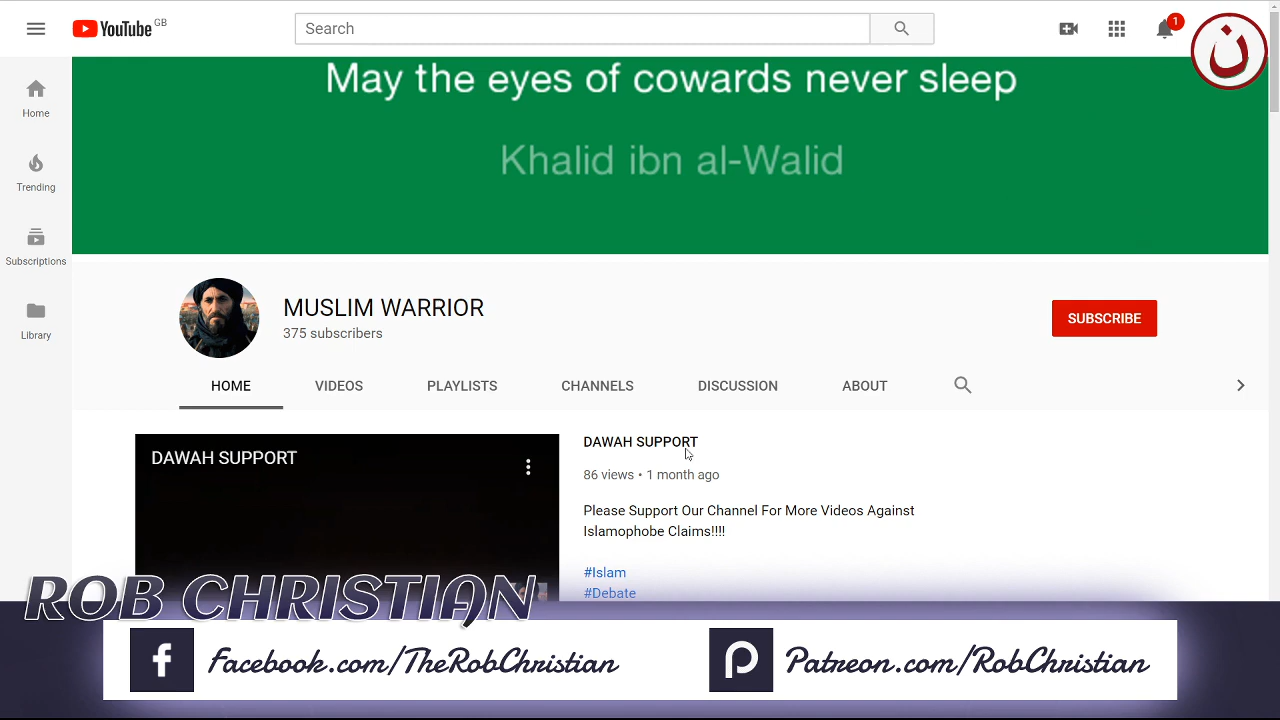 YouTube GB
Search
1
ن
Home
Trending
Subscriptions
Library
May the eyes of cowards never sleep
Khalid ibn al-Walid
MUSLIM WARRIOR
375 subscribers
SUBSCRIBE
HOME VIDEOS PLAYLISTS CHANNELS DISCUSSION ABOUT
DAWAH SUPPORT
DAWAH SUPPORT
86 views • 1 month ago
Please Support Our Channel For More Videos Against
Islamophobe Claims!!!!
#Islam
#Debate
ROB CHRISTIAN
Facebook.com/TheRobChristian
Patreon.com/RobChristian